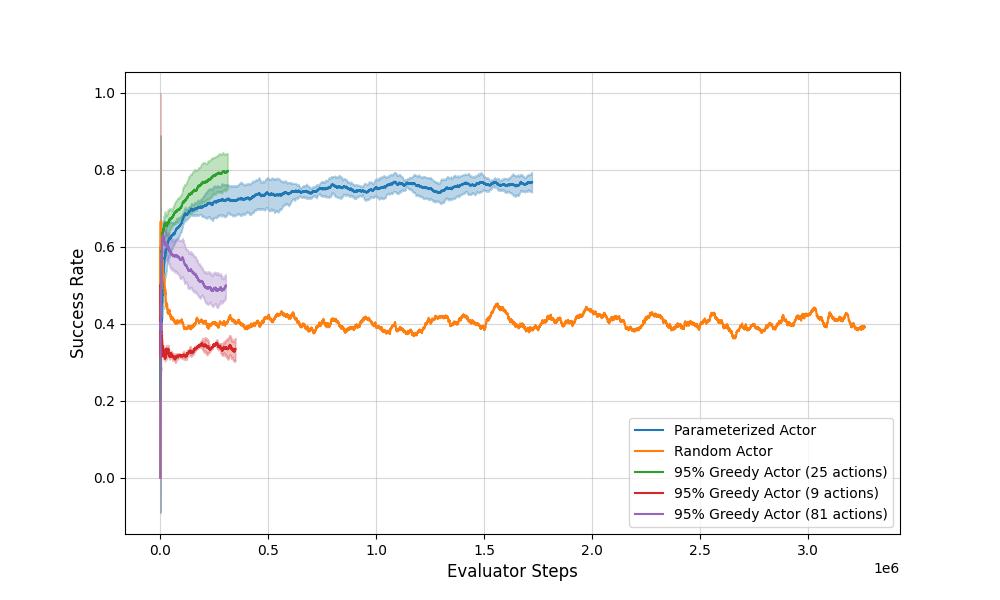 1.0
0.8
0.6
0.4
0.2
0.0
Success Rate
Parameterized Actor
Random Actor
95% Greedy Actor (25 actions)
95% Greedy Actor (9 actions)
95% Greedy Actor (81 actions)
0.0 0.5 1.0 1.5 2.0 2.5 3.0
1e6
Evaluator Steps